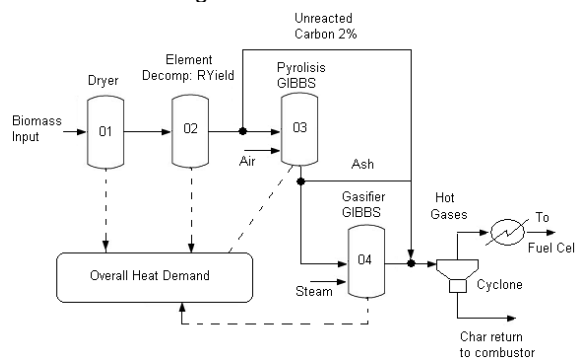 Unreacted
Carbon 2%
Element
Decomp: RYield
Pyrolisis
GIBBS
Dryer
Biomass
Input
01
02
03
Air
Ash
Gasifier
GIBBS
Hot
Gases
To
Fuel Cel
04
Overall Heat Demand
Steam
Cyclone
Char return
to combustor